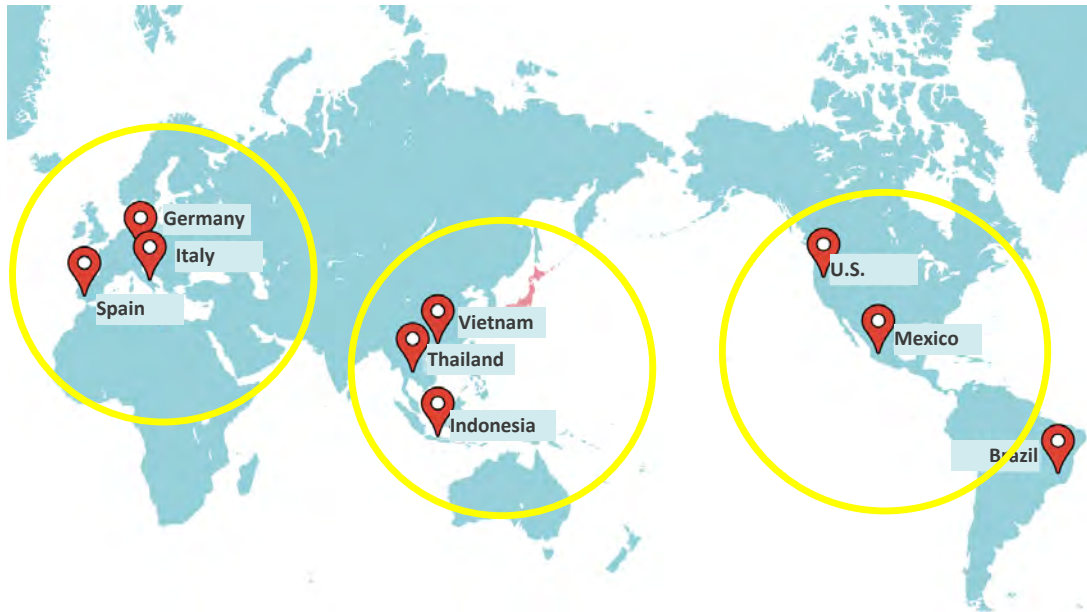 Germany
Italy
Spain
Vietnam
Thailand
Indonesia
U.S.
Mexico
Brazil